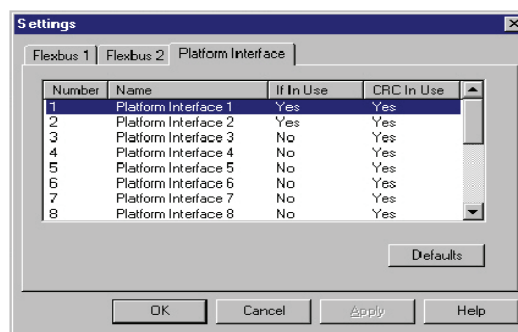 Settings
Flexbus 1 Flexbus 2 Platform Interface
Number Name If In Use CRC In Use
1 Platform Interface 1 Yes Yes
2 Platform Interface 2 Yes Yes
3 Platform Interface 3 No Yes
4 Platform Interface 4 No Yes
5 Platform Interface 5 No Yes
6 Platform Interface 6 No Yes
7 Platform Interface 7 No Yes
8 Platform Interface 8 No Yes
Defaults
OK Cancel Apply Help